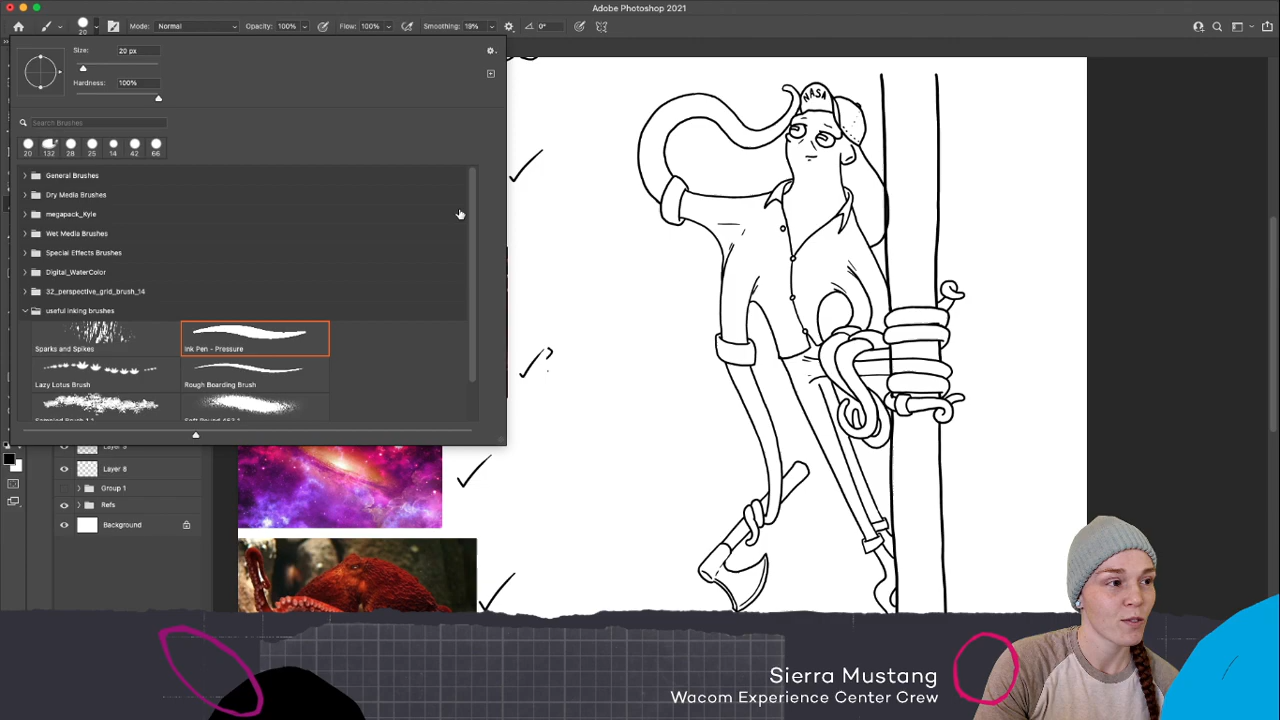 Adobe Photoshop 2021
20
Mode: Normal
Opacity: 100%
Flow: 100%
Smoothing: 19%
0°
Size: 20 px
Hardness: 100%
Search Brushes
20 132 28 25 14 42 66
General Brushes
Dry Media Brushes
megapack_Kyle
Wet Media Brushes
Special Effects Brushes
Digital_WaterColor
32_perspective_grid_brush_14
useful inking brushes
Sparks and Spikes
Ink Pen - Pressure
Lazy Lotus Brush
Rough Boarding Brush
Layer 8
Group 1
Refs
Background
NASA
?
Sierra Mustang
Wacom Experience Center Crew